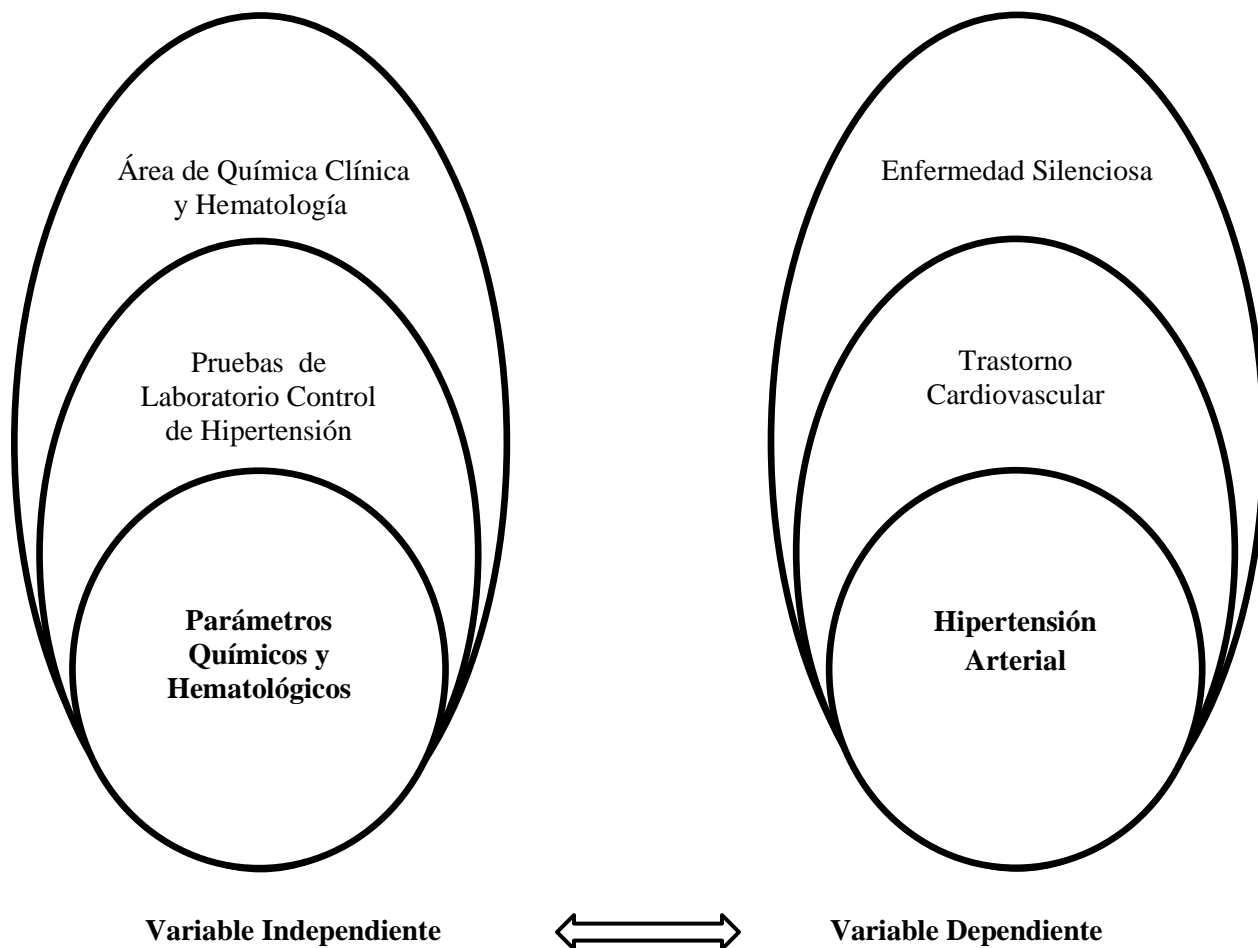 Área de Química Clínica
y Hematología
Pruebas de
Laboratorio Control
de Hipertensión
Parámetros
Químicos y
Hematológicos
Variable Independiente
Enfermedad Silenciosa
Trastorno
Cardiovascular
Hipertensión
Arterial
Variable Dependiente